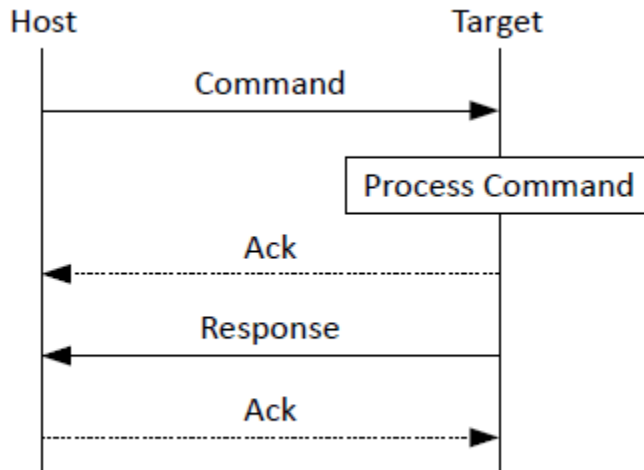 Host
Target
Command
Process Command
Ack
Response
Ack